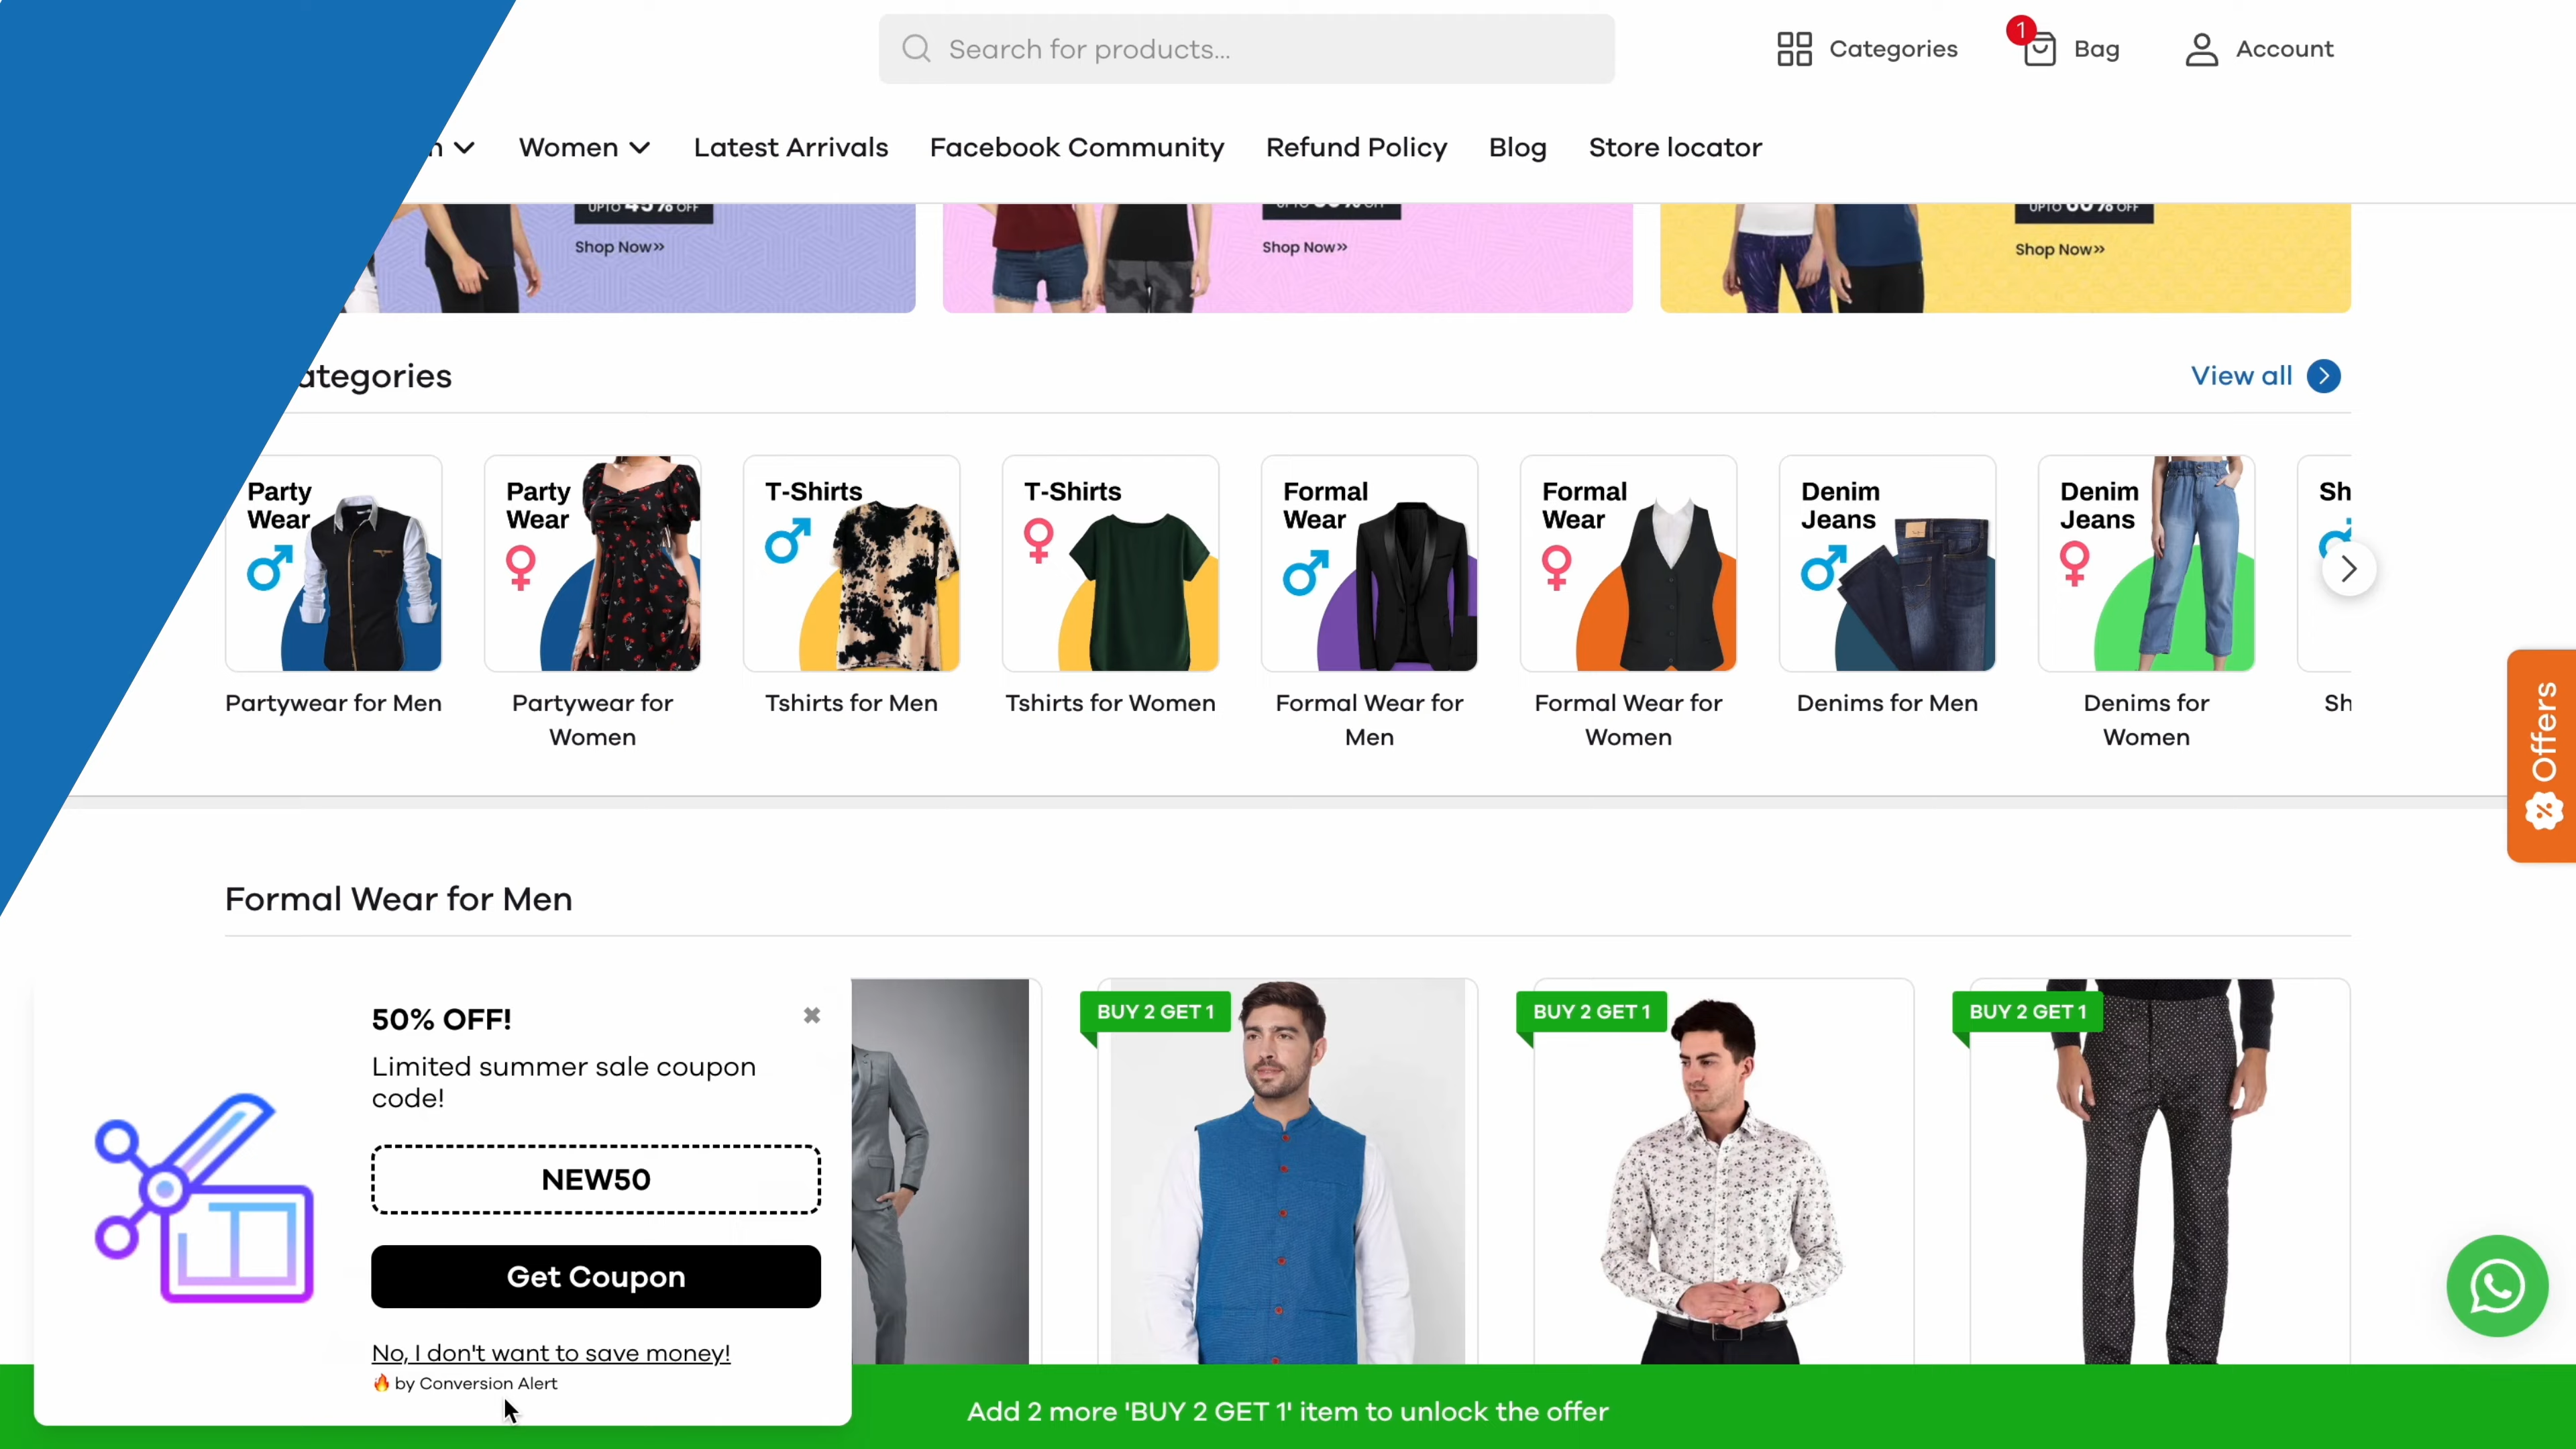 Search for products...
Categories
1
Bag
Account
Women
Latest Arrivals
Facebook Community
Refund Policy
Blog
Store locator
UPTO 45% OFF
Shop Now»
Shop Now»
UPTO 60% OFF
Shop Now»
ategories
View all
Party
Wear
Party
Wear
T-Shirts
T-Shirts
Formal
Wear
Formal
Wear
Denim
Jeans
Denim
Jeans
Sh
Partywear for Men
Partywear for
Women
Tshirts for Men
Tshirts for Women
Formal Wear for
Men
Formal Wear for
Women
Denims for Men
Denims for
Women
Sh
Offers
Formal Wear for Men
50% OFF!
Limited summer sale coupon
code!
NEW50
Get Coupon
No, I don't want to save money!
🔥 by Conversion Alert
BUY 2 GET 1
BUY 2 GET 1
BUY 2 GET 1
Add 2 more 'BUY 2 GET 1' item to unlock the offer